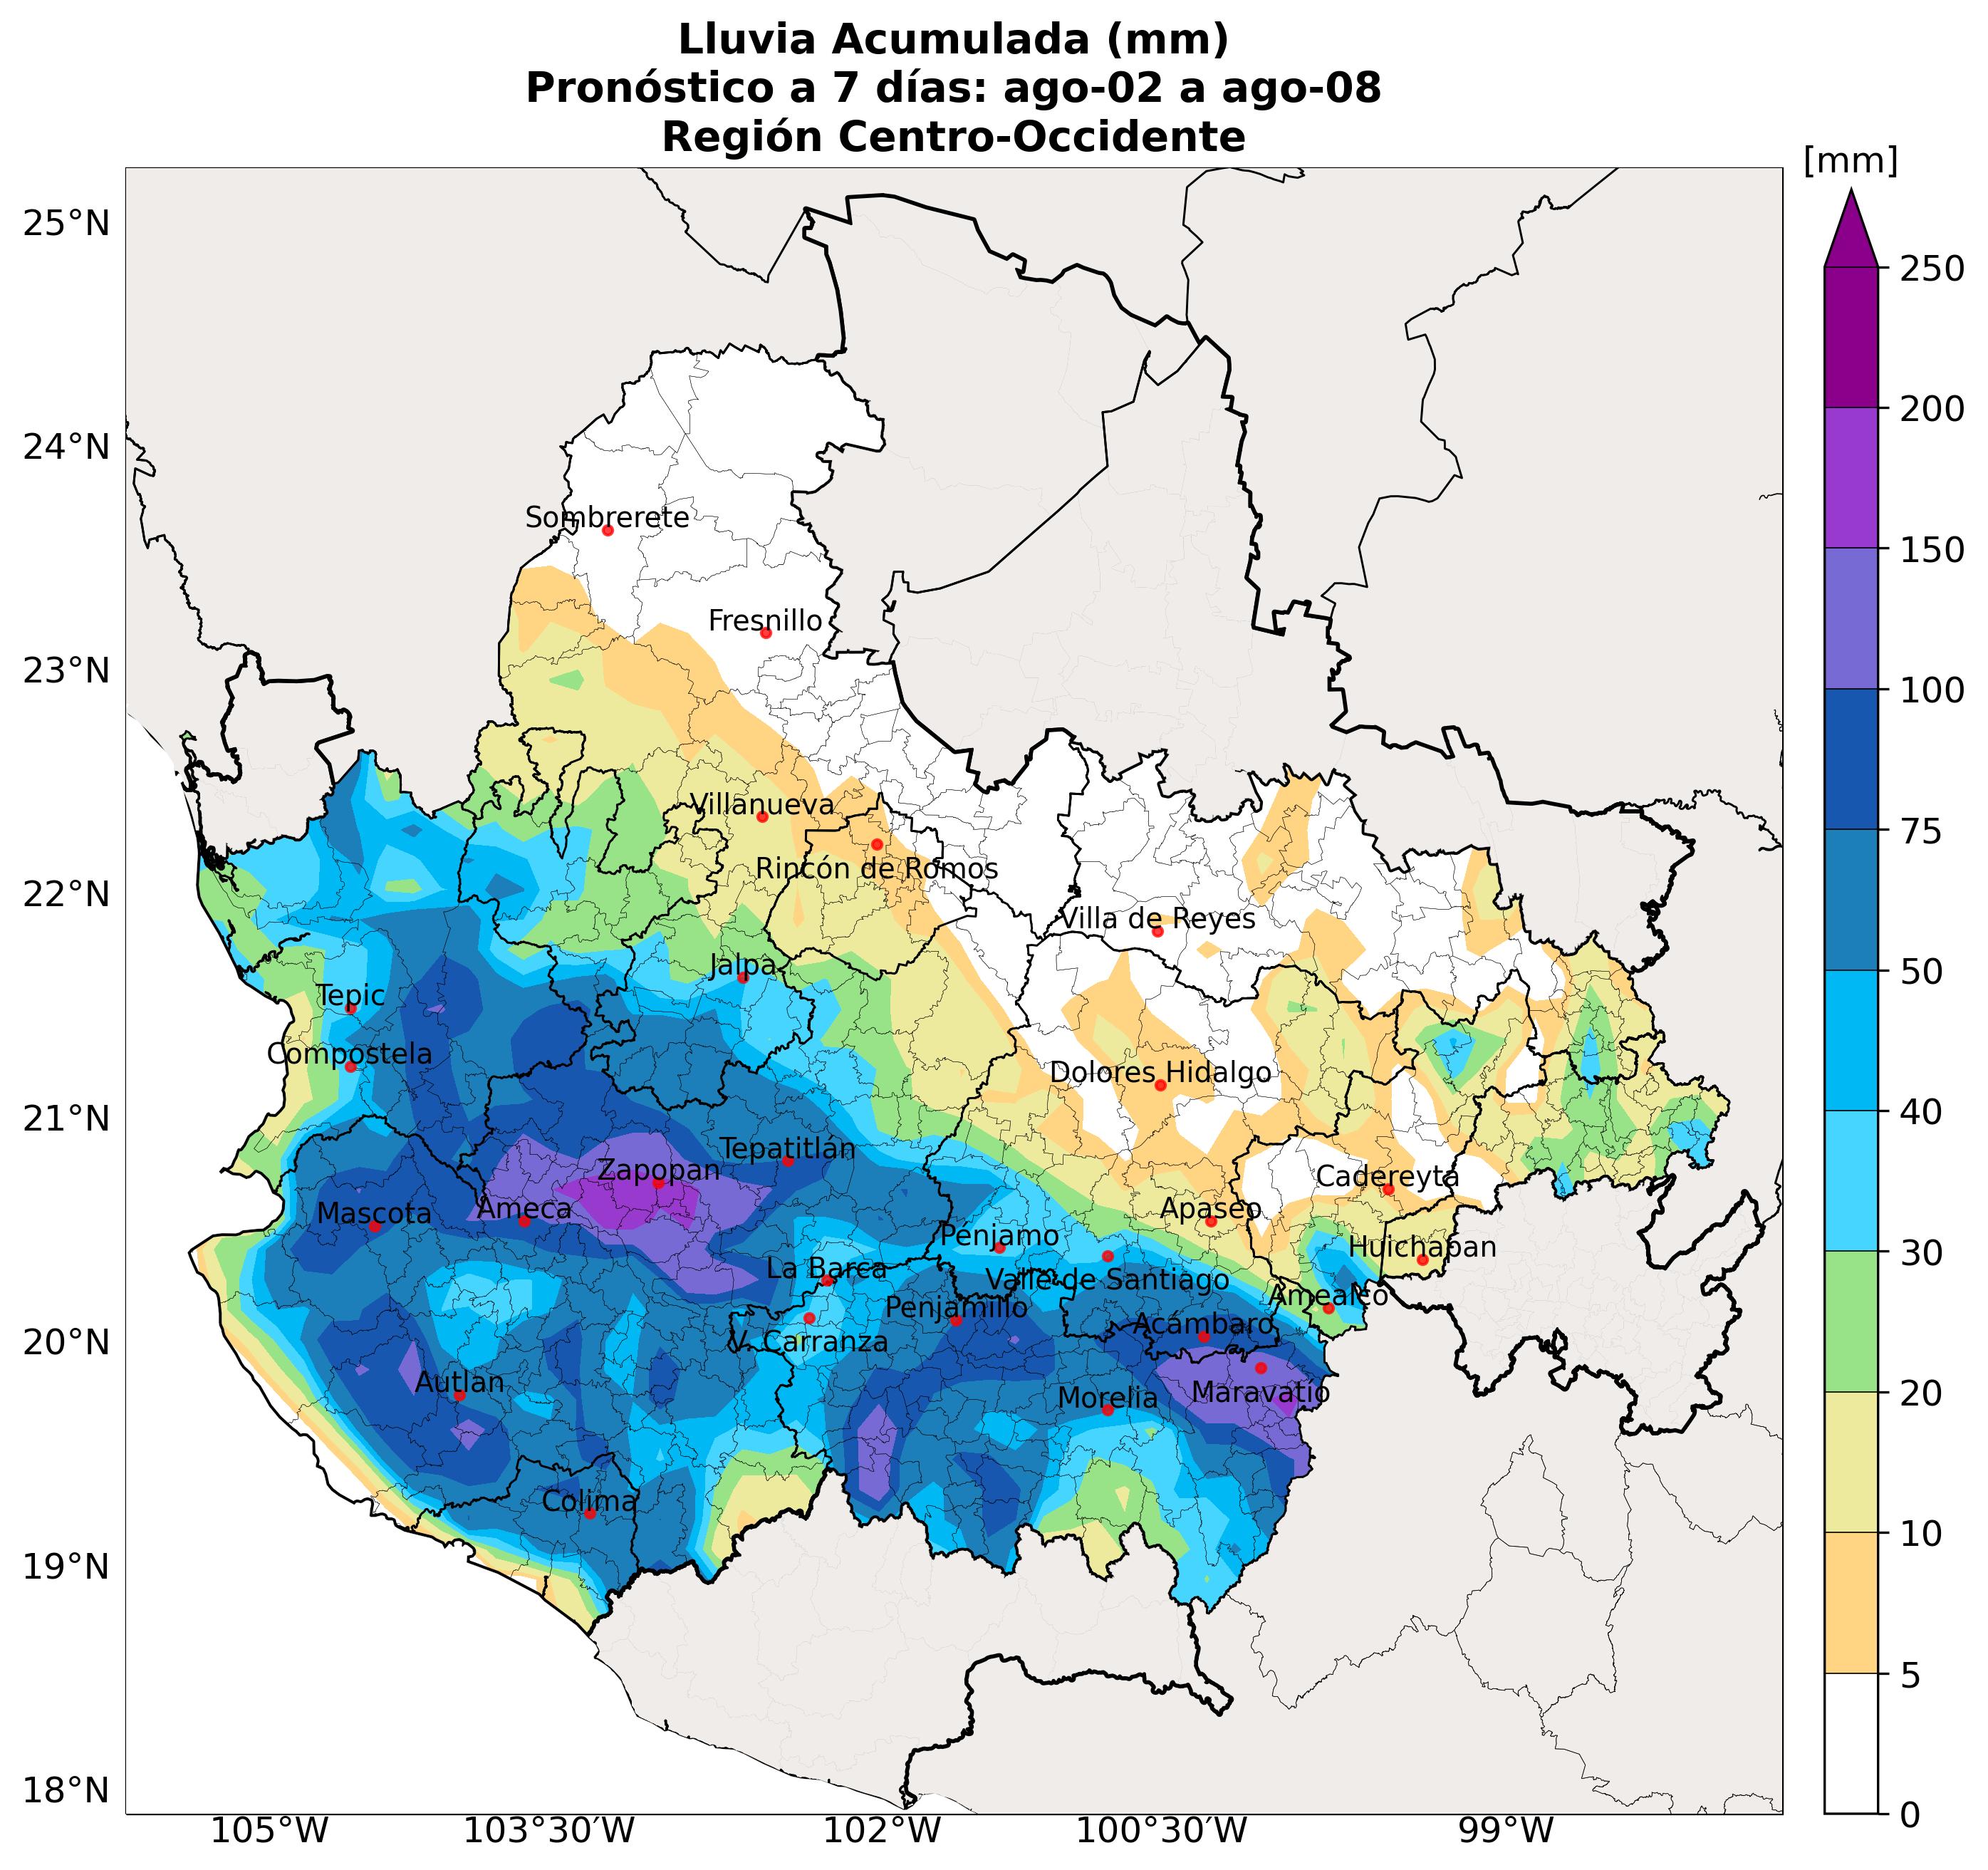 Lluvia Acumulada (mm)
Pronóstico a 7 días: ago-02 a ago-08
Región Centro-Occidente
[mm]
25°N
250
200
24°N
150
Sombrerete
Fresnillo
23°N
100
Villanueva
75
Rincón de Romos
22°N
Villa de Reyes
Jalpa
50
Tepic
Compostela
Dolores Hidalgo
21°N
40
Tepatitlán
Zapopan
Cadereyta
Ameca
Apaseo
Mascota
Pénjamo
Huichapan
30
La Barca
Valle de Santiago
Amealco
Penjamillo
Acámbaro
20°N
V. Carranza
Autlan
Maravatío
20
Morelia
Colima
10
19°N
5
18°N
0
105°W
103°30'W
102°W
100°30'W
99°W